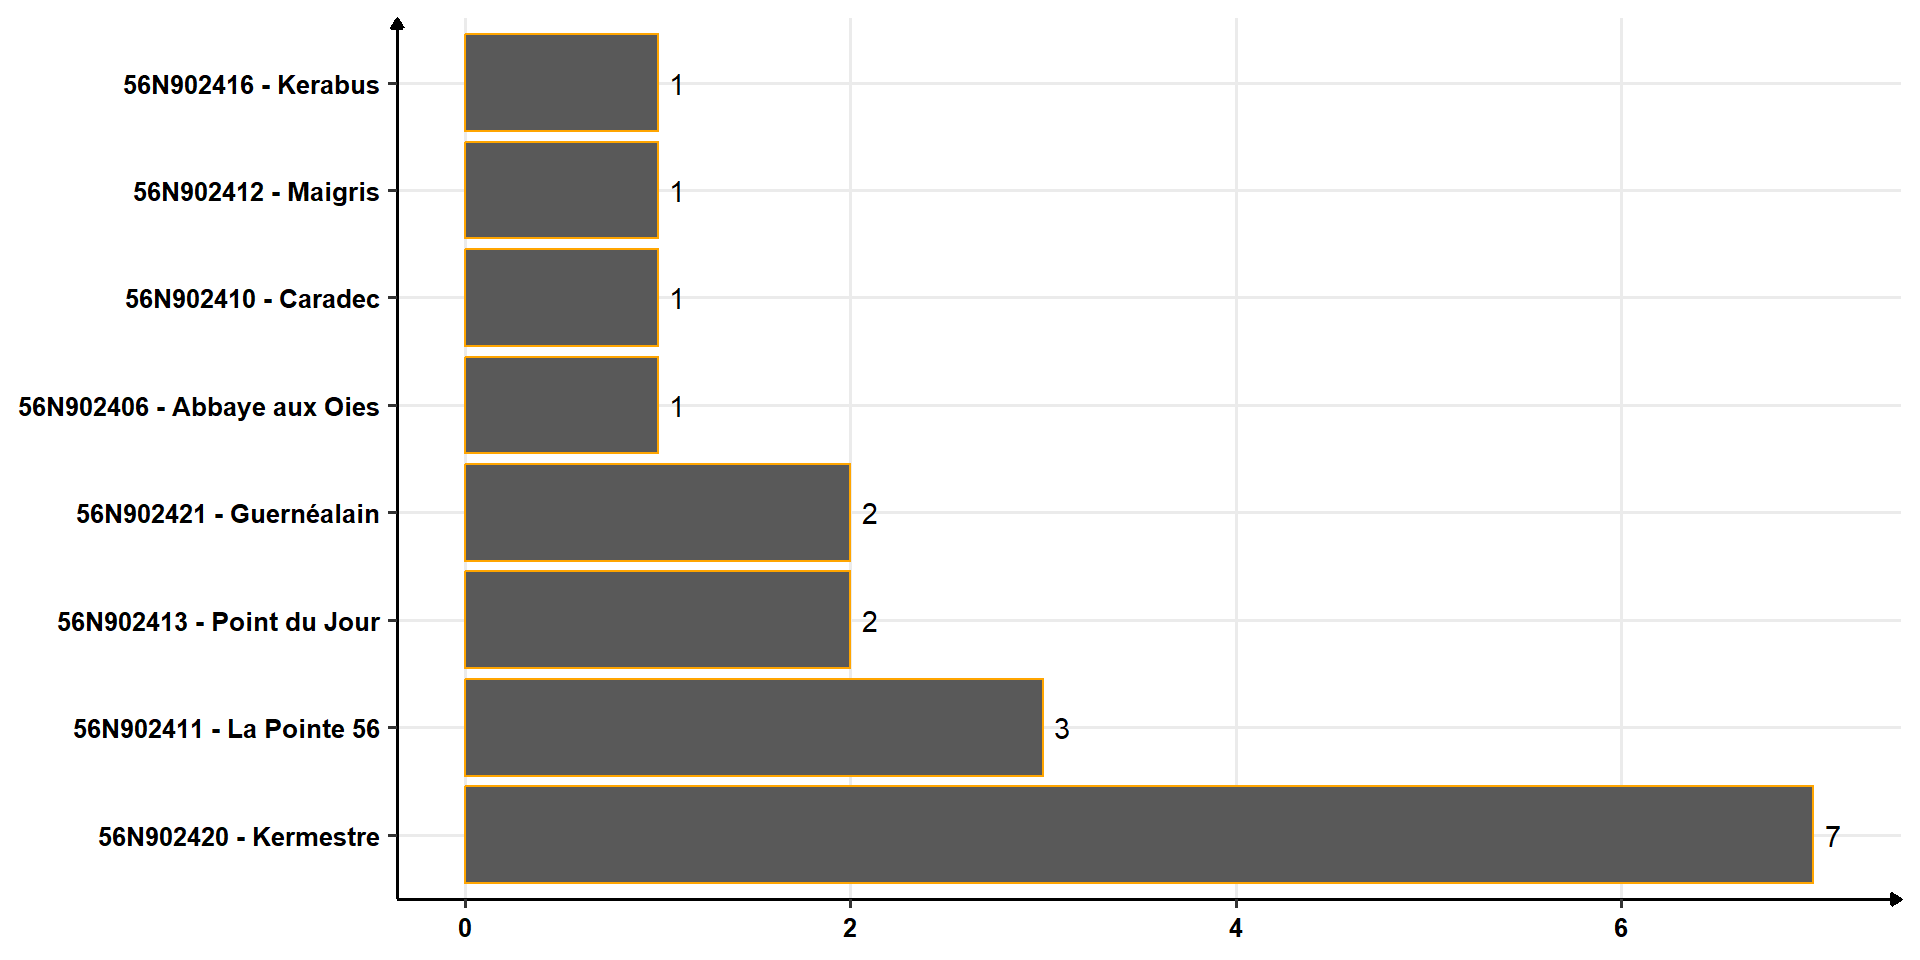 56N902416 - Kerabus 1
56N902412 - Maigris 1
56N902410 - Caradec 1
56N902406 - Abbaye aux Oies 1
56N902421 - Guernéalain 2
56N902413 - Point du Jour 2
56N902411 - La Pointe 56 3
56N902420 - Kermestre 7
0 2 4 6